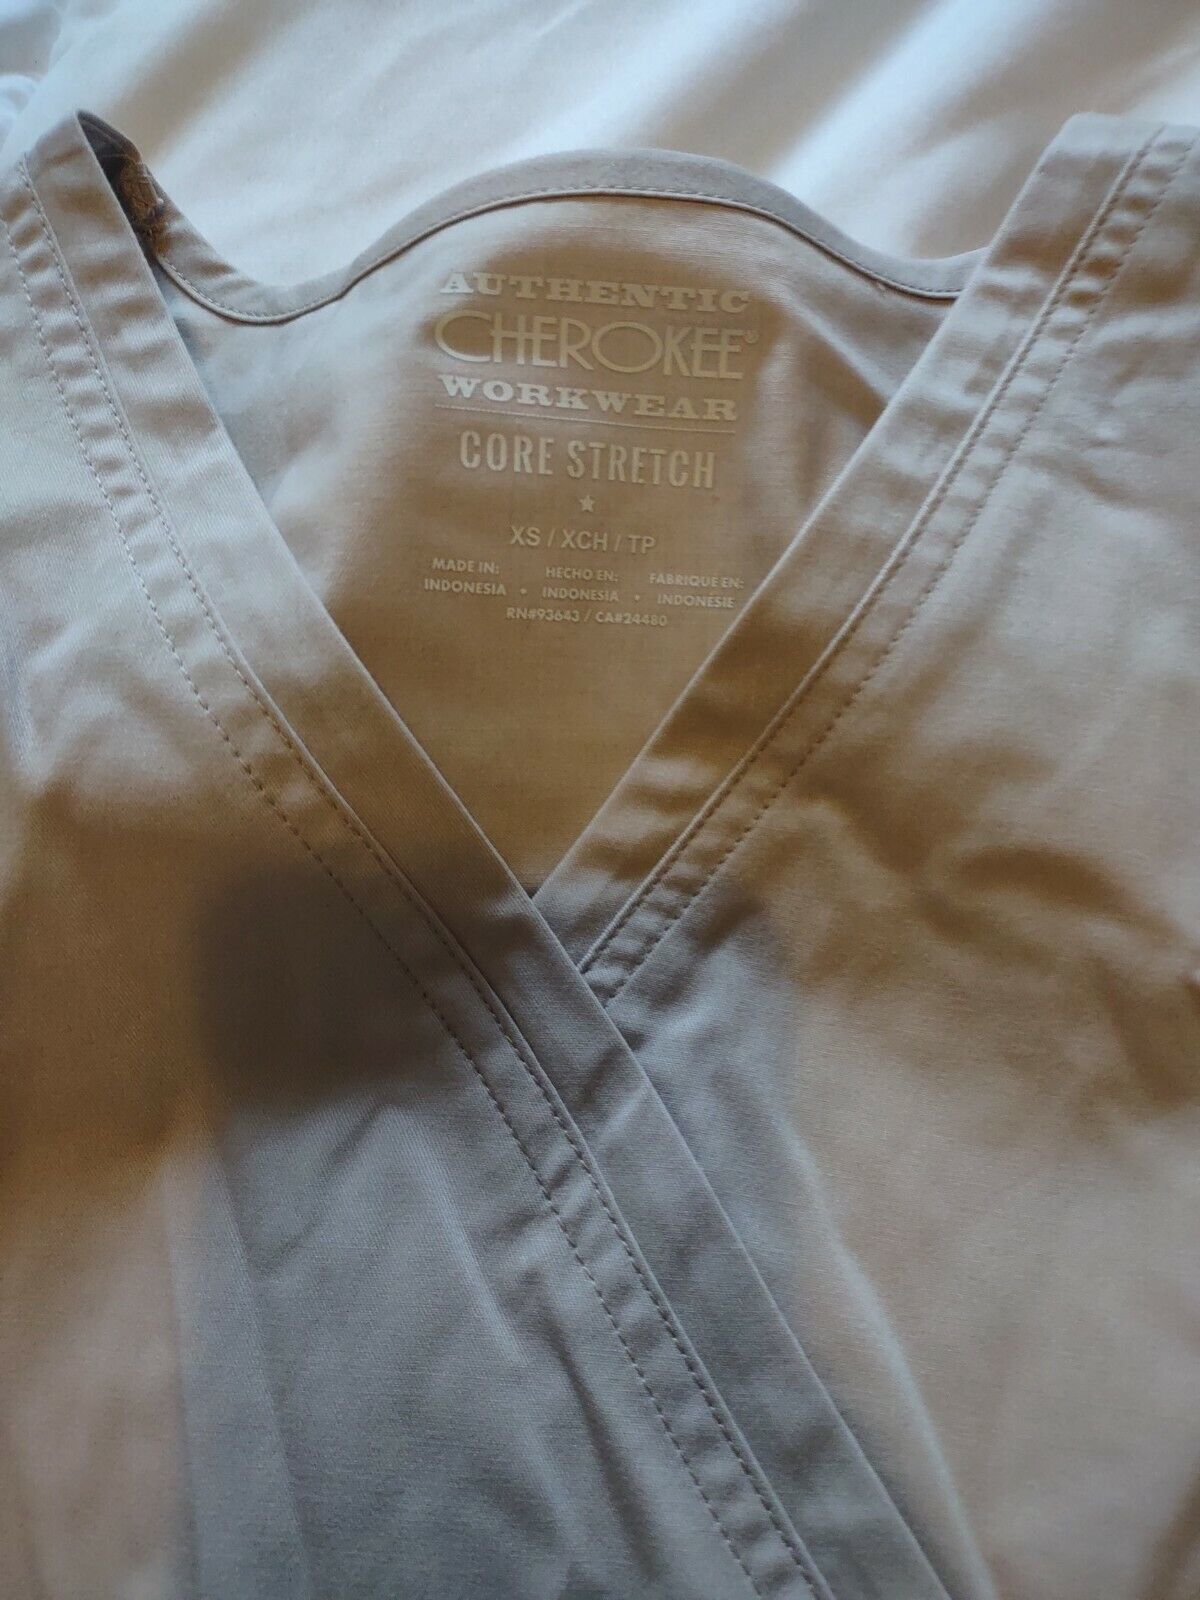 AUTHENTIC
CHEROKEE®
WORKWEAR
CORE STRETCH
XS / XCH / TP
MADE IN: HECHO EN: FABRIQUE EN:
INDONESIA • INDONESIA • INDONESIE
RN#93643 / CA#24480